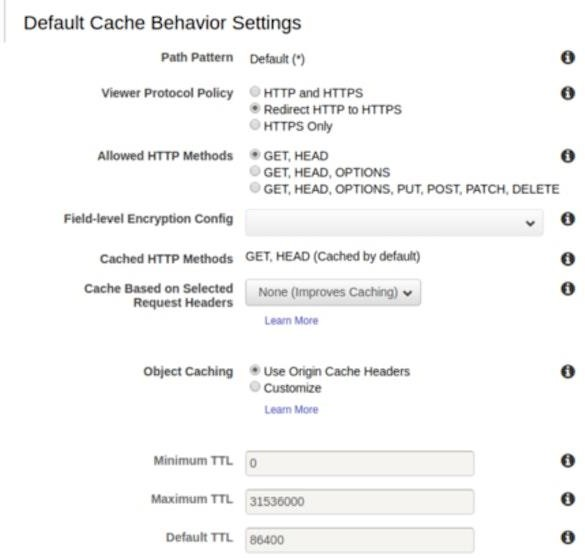 Default Cache Behavior Settings
Path Pattern Default (*)
Viewer Protocol Policy HTTP and HTTPS
Redirect HTTP to HTTPS
HTTPS Only
Allowed HTTP Methods GET, HEAD
GET, HEAD, OPTIONS
GET, HEAD, OPTIONS, PUT, POST, PATCH, DELETE
Field-level Encryption Config
Cached HTTP Methods GET, HEAD (Cached by default)
Cache Based on Selected None (Improves Caching)
Request Headers
Learn More
Object Caching Use Origin Cache Headers
Customize
Learn More
Minimum TTL 0
Maximum TTL 31536000
Default TTL 86400